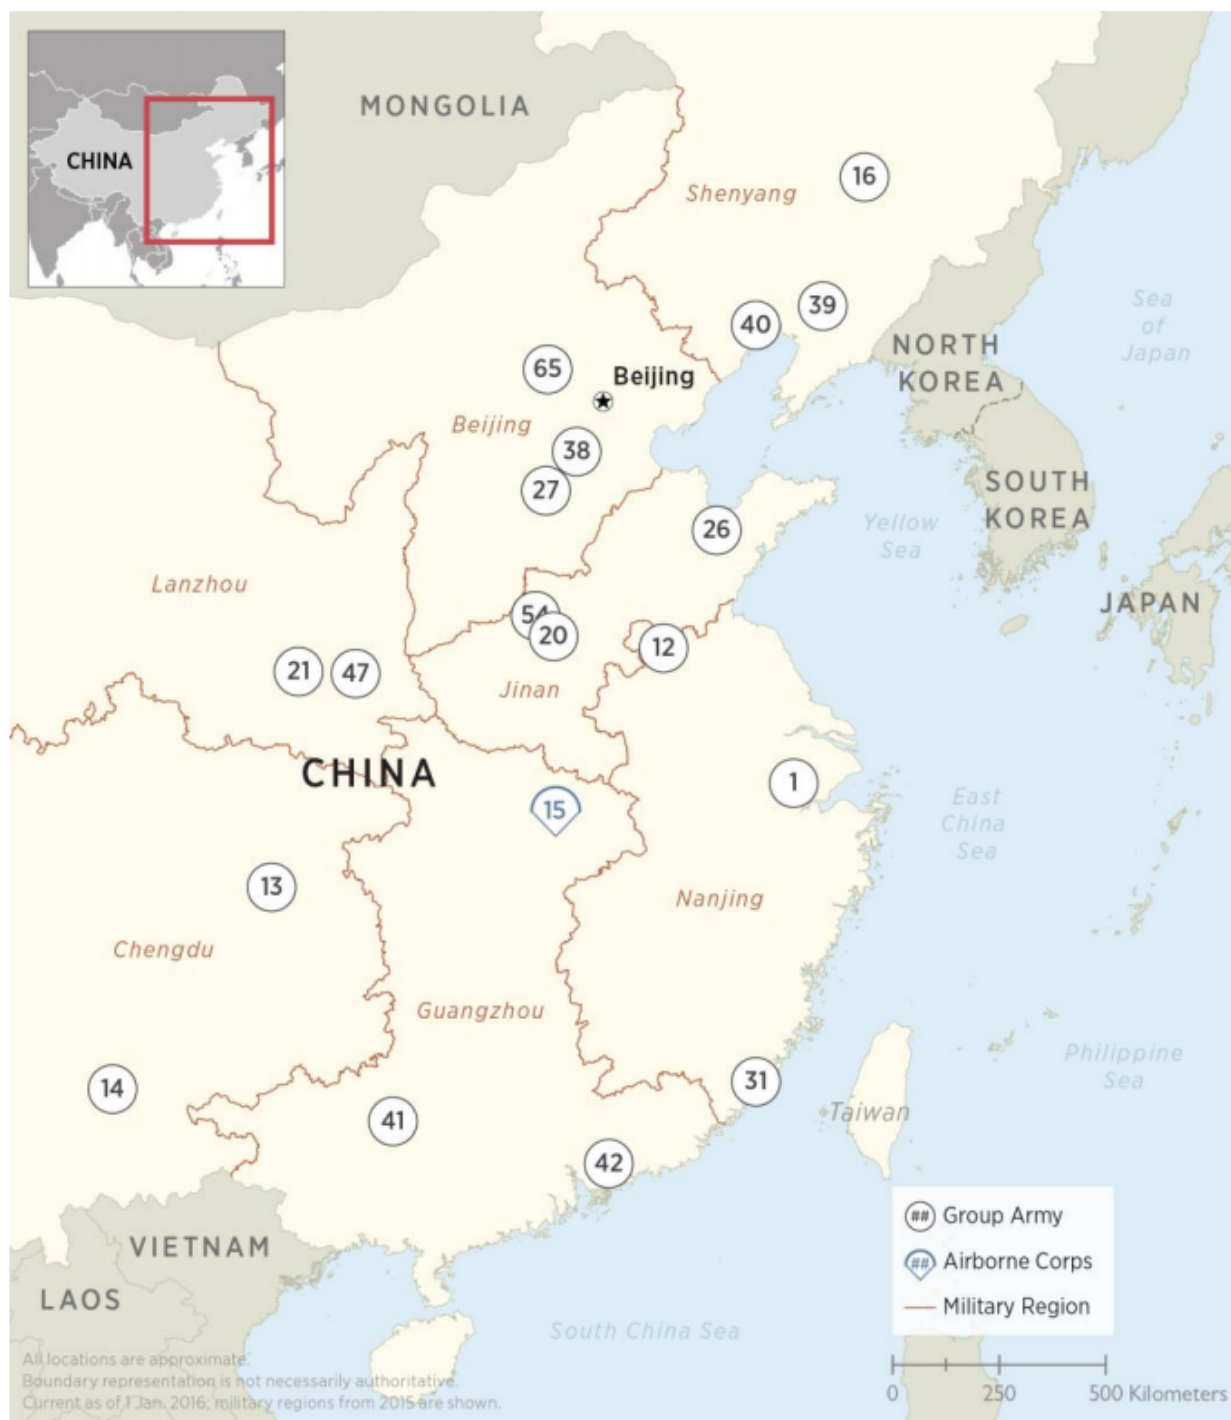 MONGOLIA
CHINA
16
Shenyang
39
40
Sea
of
Japan
NORTH
KOREA
65
Beijing
Beijing
38
27
SOUTH
KOREA
26
Yellow
Sea
Lanzhou
JAPAN
54
20
12
21
47
Jinan
CHINA
1
15
East
China
Sea
13
Nanjing
Chengdu
Guangzhou
Philippine
Sea
14
31
41
Taiwan
42
## Group Army
## Airborne Corps
Military Region
VIETNAM
LAOS
South China Sea
All locations are approximate.
Boundary representation is not necessarily authoritative.
Current as of 1 Jan. 2016; military regions from 2015 are shown.
0 250 500 Kilometers